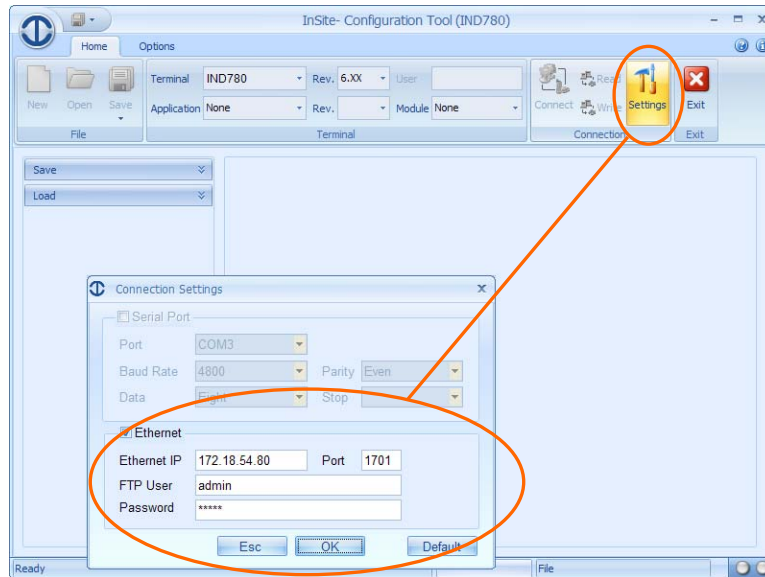 InSite- Configuration Tool (IND780)
Home Options
New Open Save
File
Terminal IND780 Rev. 6.XX User
Application None Rev. Module None
Terminal
Connect Read Write Settings
Connection
Exit
Exit
Save
Load
Connection Settings
Serial Port
Port COM3
Baud Rate 4800 Parity Even
Data Eight Stop
Ethernet
Ethernet IP 172.18.54.80 Port 1701
FTP User admin
Password *****
Esc OK Default
Ready File